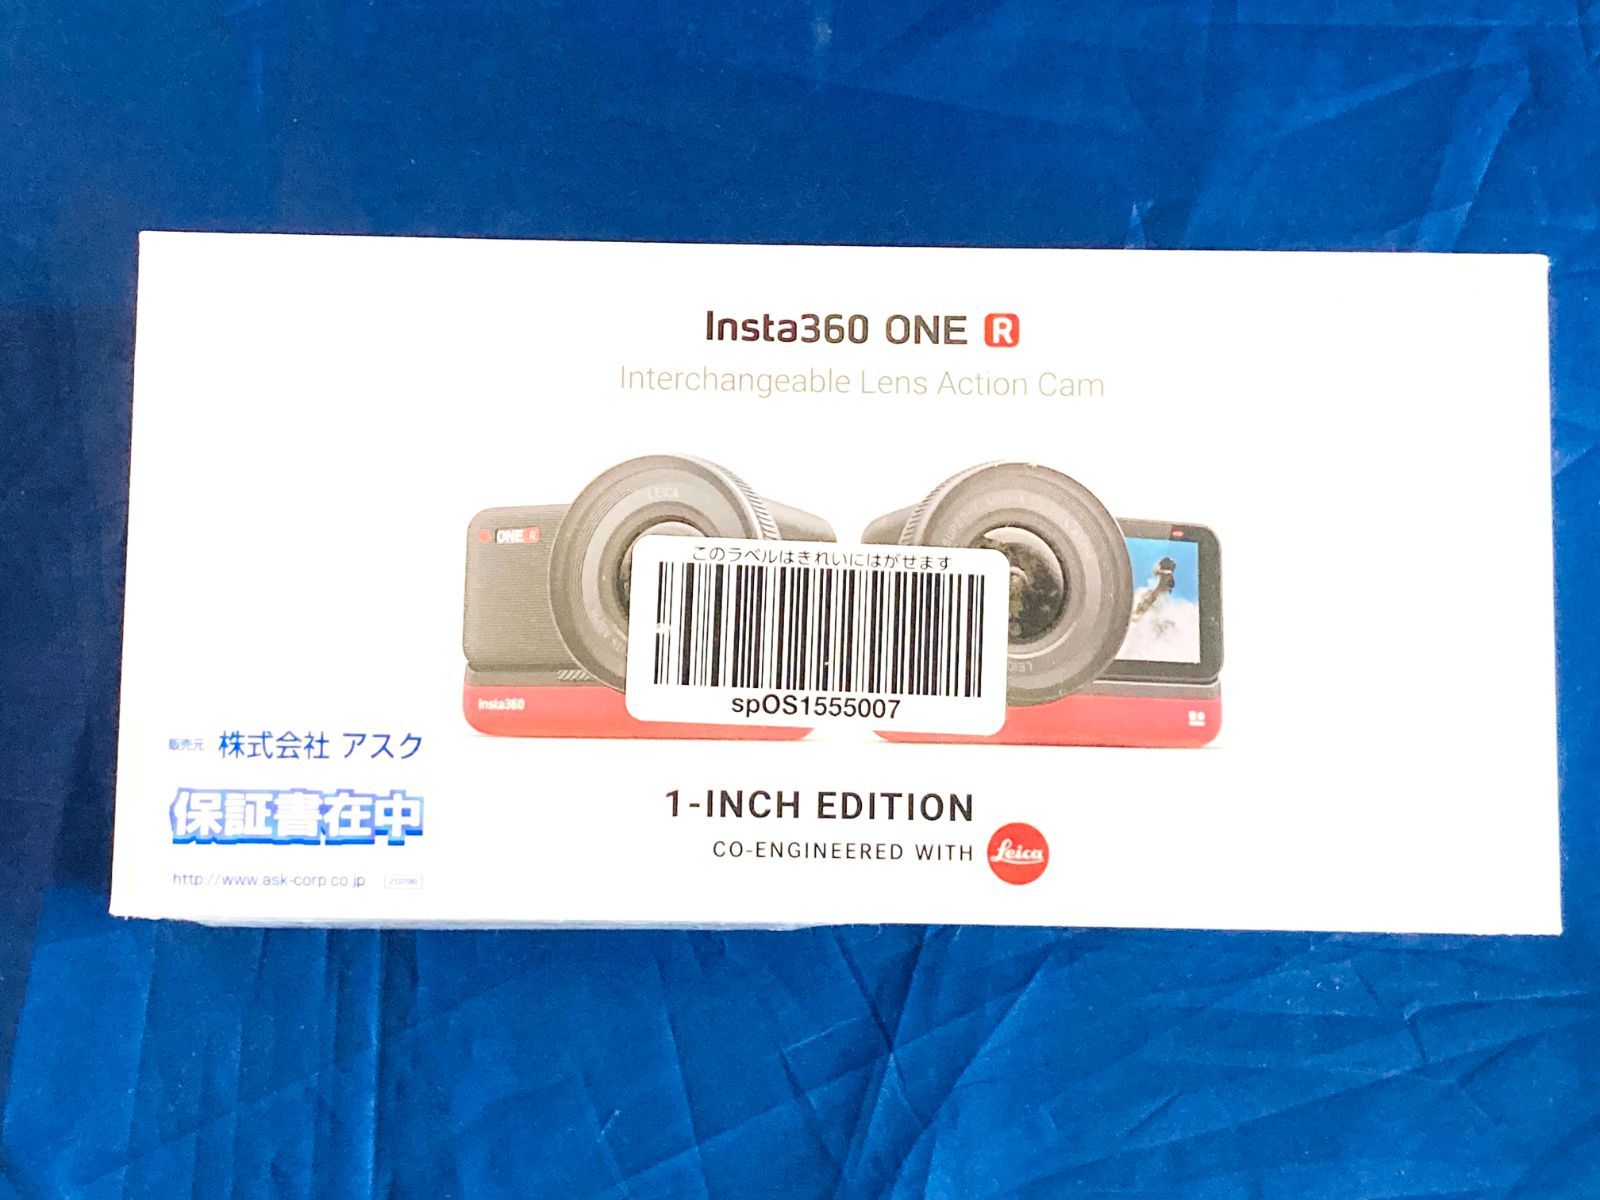 Insta360 ONE R
Interchangeable Lens Action Cam
LEICA
ONE R
このラベルはきれいにはがせます
spOS1555007
Insta360
販売元 株式会社 アスク
保証書在中
http://www.ask-corp.co.jp
1-INCH EDITION
CO-ENGINEERED WITH Leica